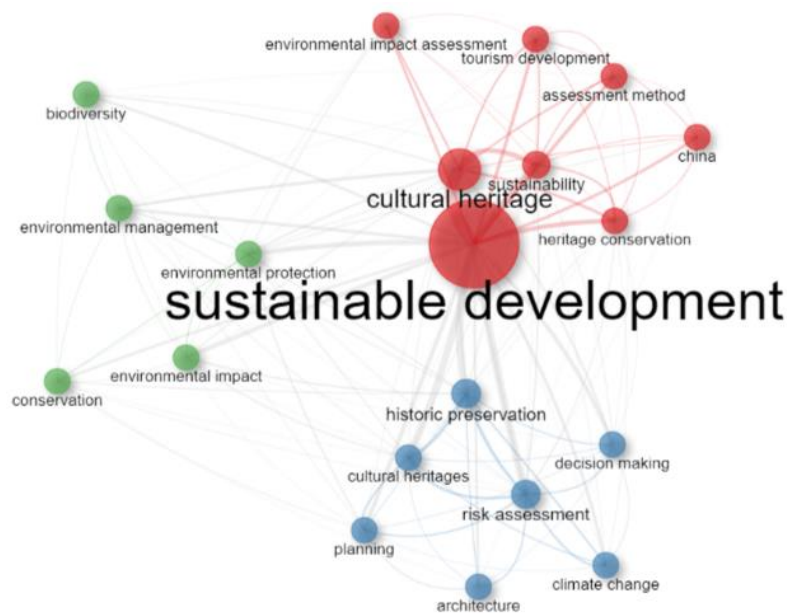 environmental impact assessment
tourism development
assessment method
biodiversity
china
sustainability
cultural heritage
environmental management
heritage conservation
environmental protection
sustainable development
environmental impact
conservation
historic preservation
decision making
cultural heritages
risk assessment
planning
climate change
architecture